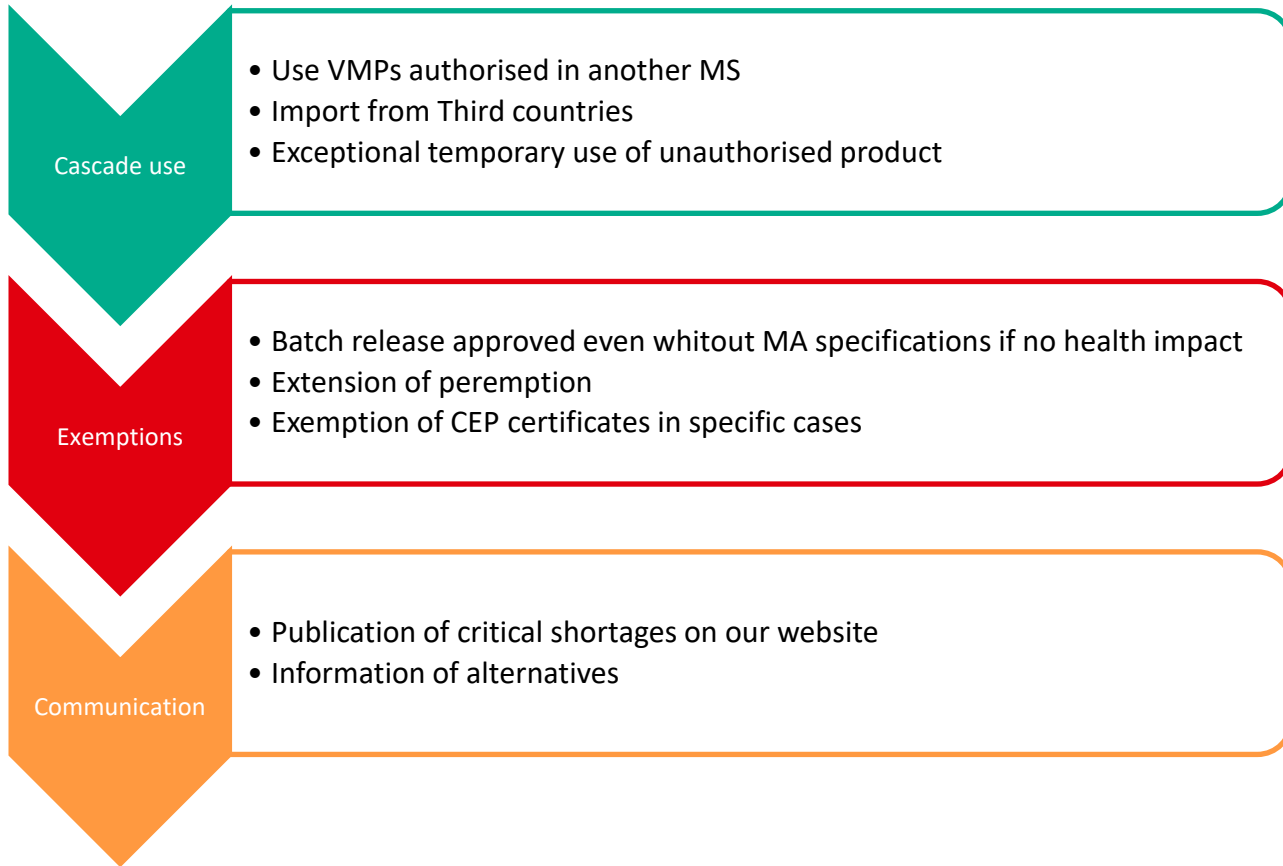 Cascade use
• Use VMPs authorised in another MS
• Import from Third countries
• Exceptional temporary use of unauthorised product
Exemptions
• Batch release approved even whitout MA specifications if no health impact
• Extension of peremption
• Exemption of CEP certificates in specific cases
Communication
• Publication of critical shortages on our website
• Information of alternatives